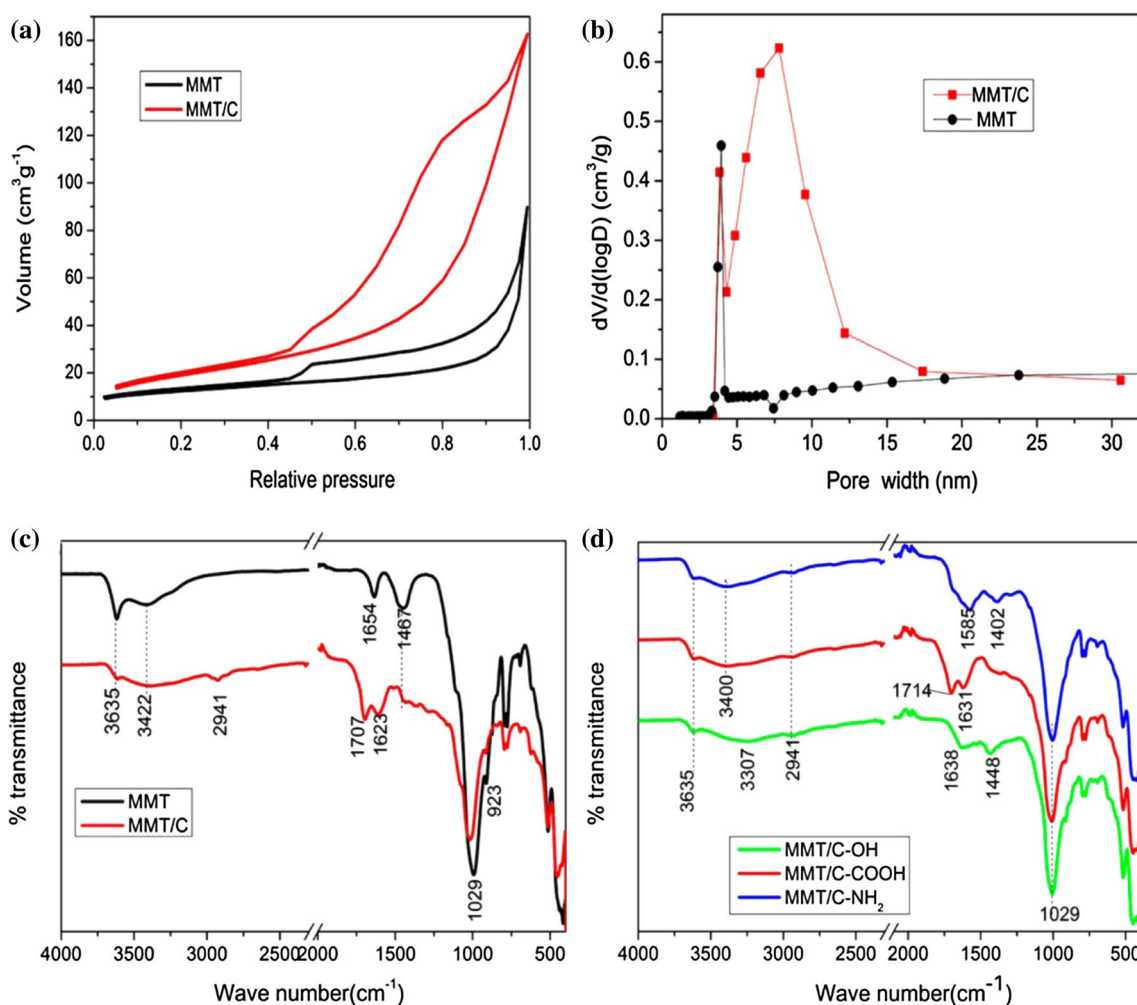 (a)
160
140
120
100
80
60
40
20
0
0.0 0.2 0.4 0.6 0.8 1.0
Volume (cm³g⁻¹)
Relative pressure
MMT
MMT/C
(b)
0.6
0.5
0.4
0.3
0.2
0.1
0.0
0 5 10 15 20 25 30
dV/d(logD) (cm³/g)
Pore width (nm)
MMT/C
MMT
(c)
% transmittance
3635
3422
2941
1654
1467
1707
1623
1029
923
MMT
MMT/C
4000 3500 3000 2500 2000 1500 1000 500
Wave number(cm⁻¹)
(d)
% transmittance
3635
3400
3307
2941
1585
1402
1714
1631
1638
1448
1029
MMT/C-OH
MMT/C-COOH
MMT/C-NH₂
4000 3500 3000 2500 2000 1500 1000 500
Wave number(cm⁻¹)